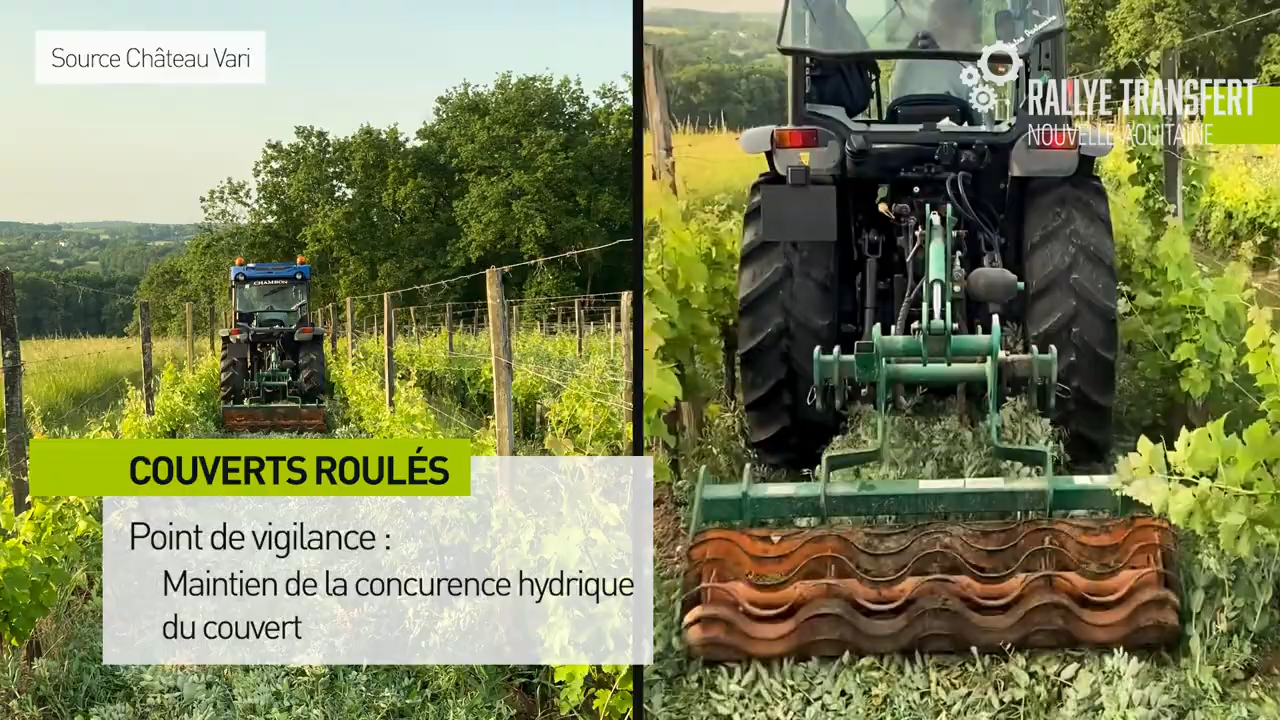 Source Château Vari
RALLYE TRANSFERT
NOUVELLE-AQUITAINE
CHAMBON
COUVERTS ROULÉS
Point de vigilance :
Maintien de la concurence hydrique
du couvert